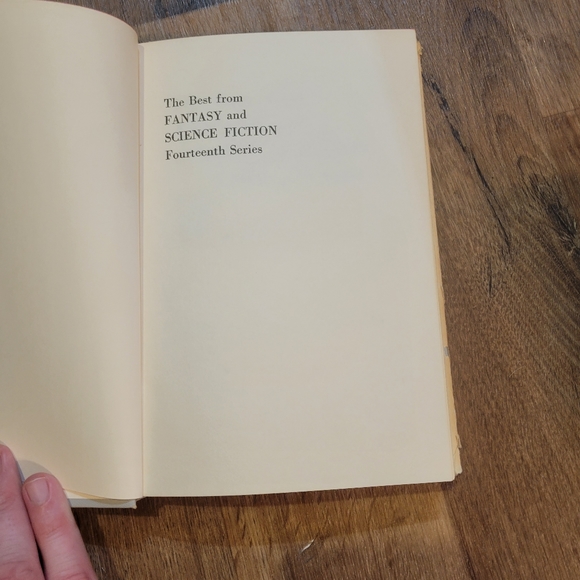 The Best from
FANTASY and
SCIENCE FICTION
Fourteenth Series